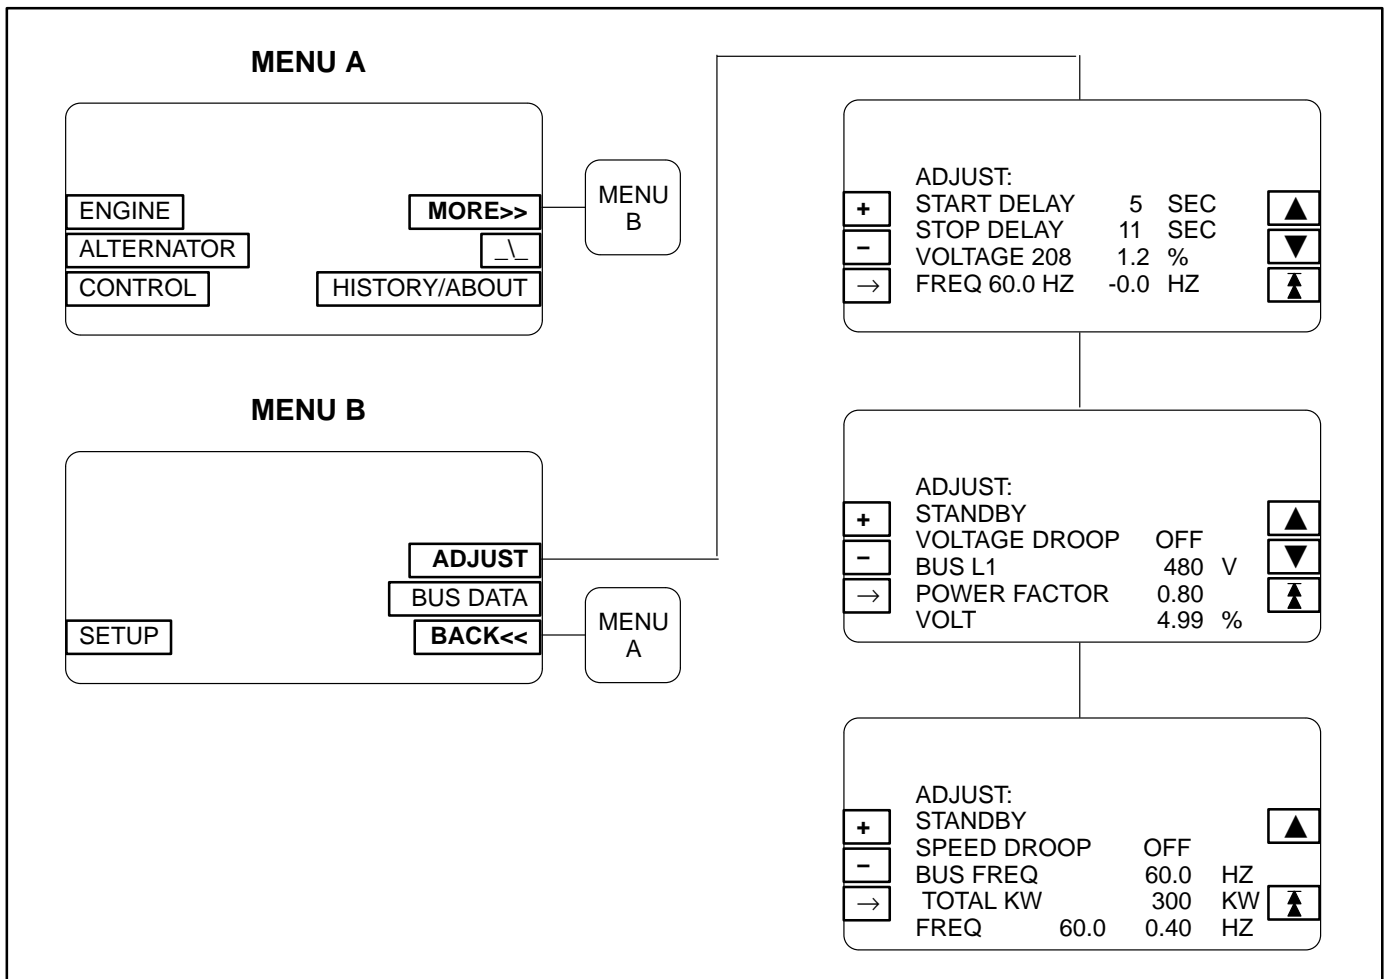 MENU A
ENGINE
ALTERNATOR
CONTROL
MORE>>
_\_
HISTORY/ABOUT
MENU
B
MENU B
SETUP
ADJUST
BUS DATA
BACK<<
MENU
A
ADJUST:
+ START DELAY 5 SEC ▲
– STOP DELAY 11 SEC ▼
VOLTAGE 208 1.2 %
→ FREQ 60.0 HZ -0.0 HZ
ADJUST:
+ STANDBY ▲
VOLTAGE DROOP OFF
– BUS L1 480 V ▼
→ POWER FACTOR 0.80
VOLT 4.99 %
ADJUST:
+ STANDBY ▲
SPEED DROOP OFF
– BUS FREQ 60.0 HZ
→ TOTAL KW 300 KW
FREQ 60.0 0.40 HZ